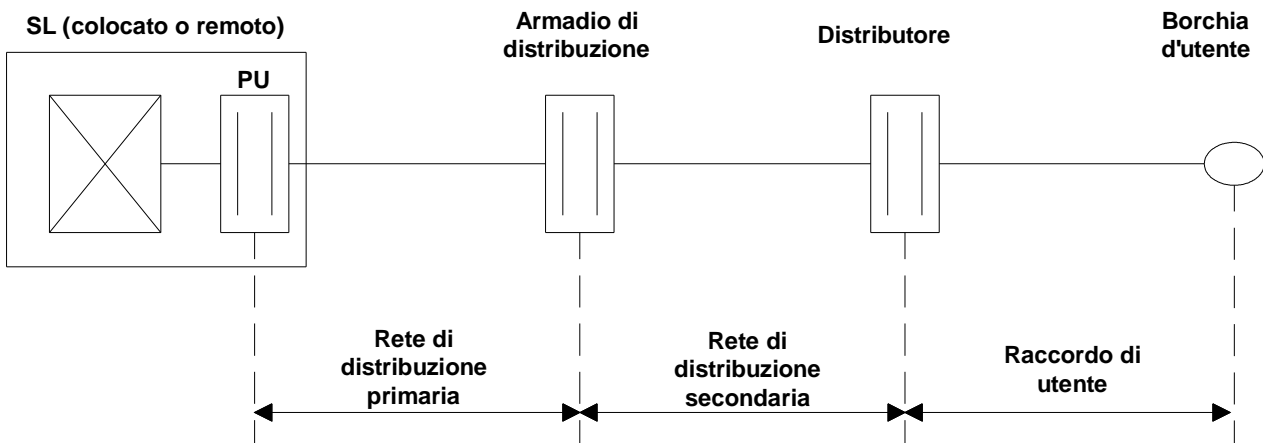 SL (colocato o remoto)
Armadio di
distribuzione
Distributore
Borchia
d'utente
PU
Rete di
distribuzione
primaria
Rete di
distribuzione
secondaria
Raccordo di
utente